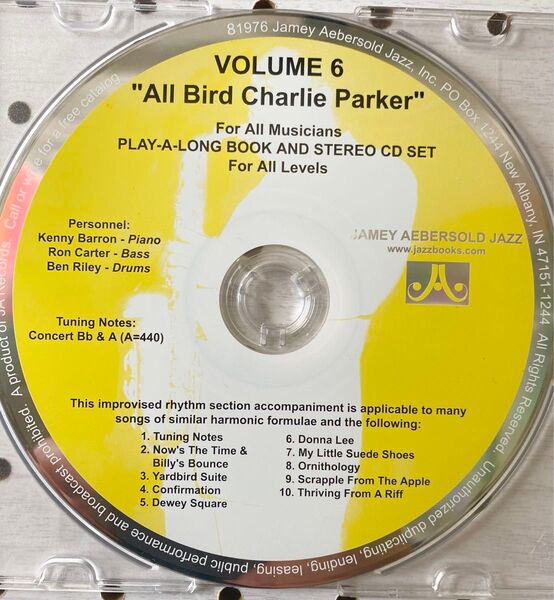 81976 Jamey Aebersold Jazz, Inc. PO Box 1244 New Albany, IN 47151-1244 All Rights Reserved. Unauthorized duplicating, lending, leasing, public performance and broadcast prohibited. A product of JA Records. Call or write for a free catalog
VOLUME 6
"All Bird Charlie Parker"
For All Musicians
PLAY-A-LONG BOOK AND STEREO CD SET
For All Levels
Personnel:
Kenny Barron - Piano
Ron Carter - Bass
Ben Riley - Drums
JAMEY AEBERSOLD JAZZ
www.jazzbooks.com
Tuning Notes:
Concert Bb & A (A=440)
This improvised rhythm section accompaniment is applicable to many
songs of similar harmonic formulae and the following:
1. Tuning Notes
2. Now's The Time &
Billy's Bounce
3. Yardbird Suite
4. Confirmation
5. Dewey Square
6. Donna Lee
7. My Little Suede Shoes
8. Ornithology
9. Scrapple From The Apple
10. Thriving From A Riff